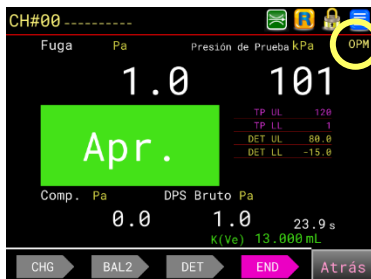 CH#00 ----------
R
Fuga Pa Presión de Prueba kPa OPM
1.0 101
Apr.
TP UL 120
TP LL 1
DET UL 80.0
DET LL -15.0
Comp. Pa DPS Bruto Pa
0.0 1.0 23.9 s
K(Ve) 13.000 mL
CHG BAL2 DET END Atrás